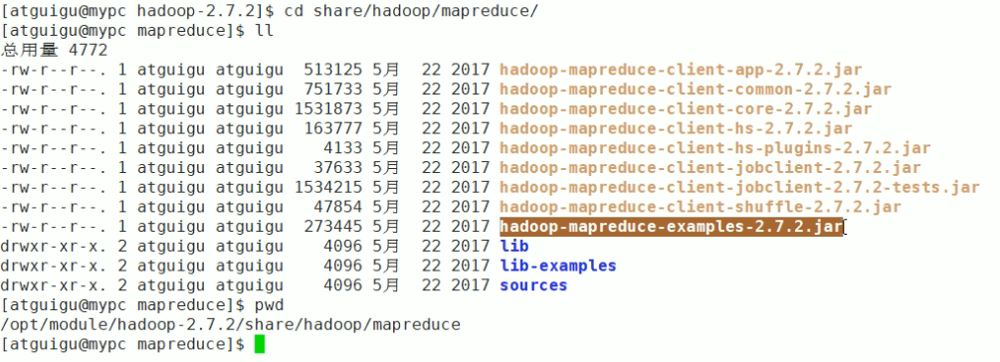 [atguigu@mypc hadoop-2.7.2]$ cd share/hadoop/mapreduce/
[atguigu@mypc mapreduce]$ ll
总用量 4772
-rw-r--r--. 1 atguigu atguigu  513125 5月  22 2017 hadoop-mapreduce-client-app-2.7.2.jar
-rw-r--r--. 1 atguigu atguigu  751733 5月  22 2017 hadoop-mapreduce-client-common-2.7.2.jar
-rw-r--r--. 1 atguigu atguigu 1531873 5月  22 2017 hadoop-mapreduce-client-core-2.7.2.jar
-rw-r--r--. 1 atguigu atguigu  163777 5月  22 2017 hadoop-mapreduce-client-hs-2.7.2.jar
-rw-r--r--. 1 atguigu atguigu    4133 5月  22 2017 hadoop-mapreduce-client-hs-plugins-2.7.2.jar
-rw-r--r--. 1 atguigu atguigu   37633 5月  22 2017 hadoop-mapreduce-client-jobclient-2.7.2.jar
-rw-r--r--. 1 atguigu atguigu 1534215 5月  22 2017 hadoop-mapreduce-client-jobclient-2.7.2-tests.jar
-rw-r--r--. 1 atguigu atguigu   47854 5月  22 2017 hadoop-mapreduce-client-shuffle-2.7.2.jar
-rw-r--r--. 1 atguigu atguigu  273445 5月  22 2017 hadoop-mapreduce-examples-2.7.2.jar
drwxr-xr-x. 2 atguigu atguigu    4096 5月  22 2017 lib
drwxr-xr-x. 2 atguigu atguigu    4096 5月  22 2017 lib-examples
drwxr-xr-x. 2 atguigu atguigu    4096 5月  22 2017 sources
[atguigu@mypc mapreduce]$ pwd
/opt/module/hadoop-2.7.2/share/hadoop/mapreduce
[atguigu@mypc mapreduce]$